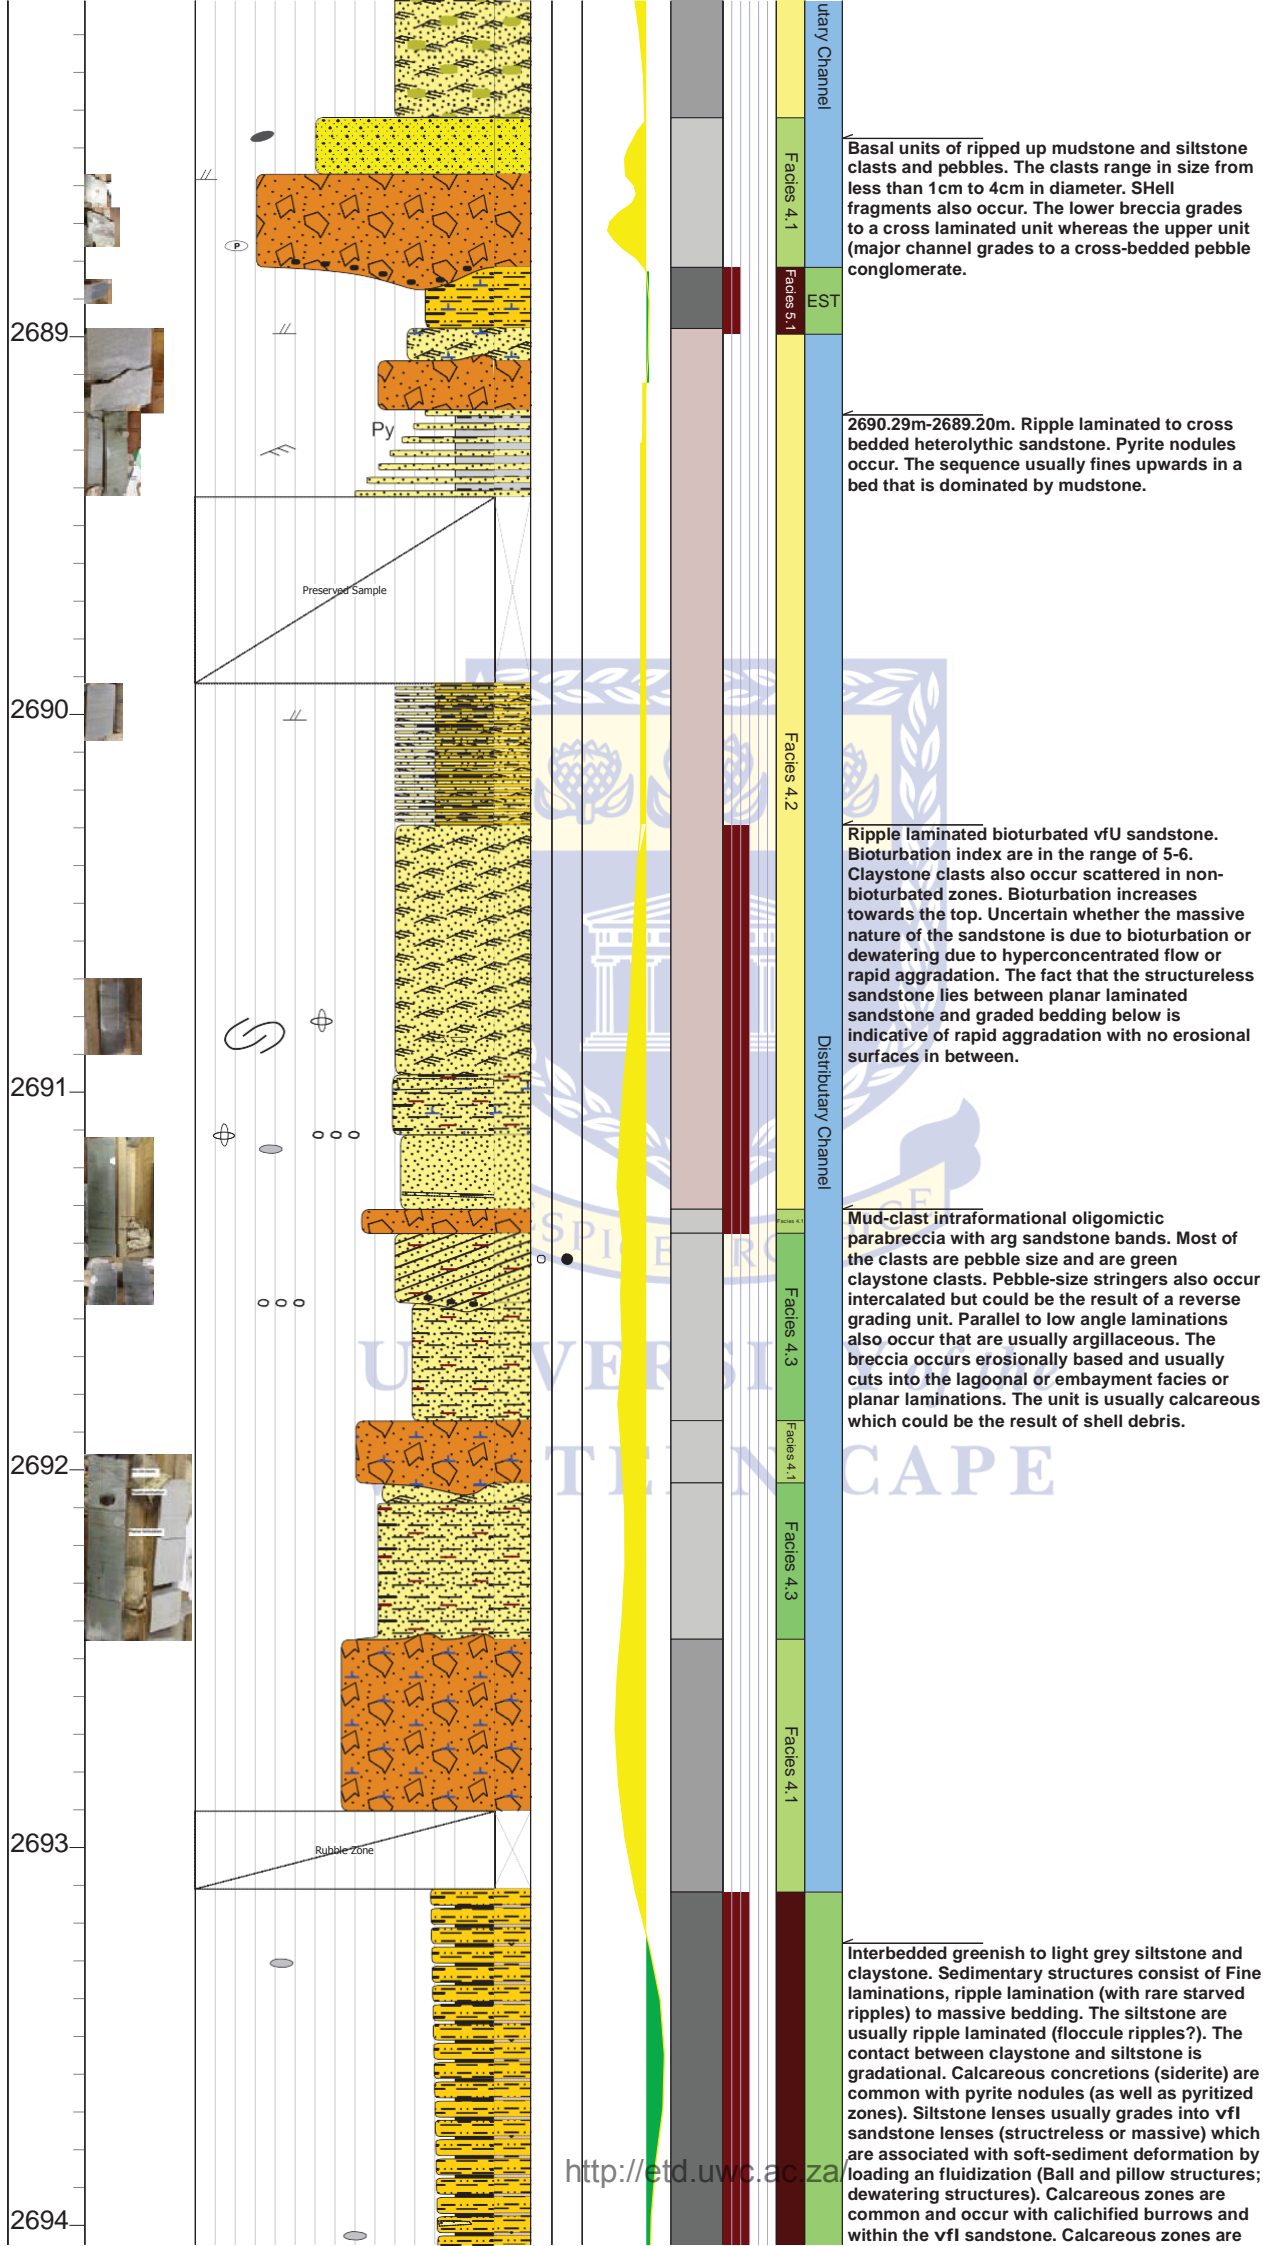 utary Channel
Facies 4.1
Basal units of ripped up mudstone and siltstone
clasts and pebbles. The clasts range in size from
less than 1cm to 4cm in diameter. SHell
fragments also occur. The lower breccia grades
to a cross laminated unit whereas the upper unit
(major channel grades to a cross-bedded pebble
conglomerate.
P
Facies 5.1
EST
2689
Py
2690.29m-2689.20m. Ripple laminated to cross
bedded heterolythic sandstone. Pyrite nodules
occur. The sequence usually fines upwards in a
bed that is dominated by mudstone.
Preserved Sample
2690
Facies 4.2
Ripple laminated bioturbated vfU sandstone.
Bioturbation index are in the range of 5-6.
Claystone clasts also occur scattered in non-
bioturbated zones. Bioturbation increases
towards the top. Uncertain whether the massive
nature of the sandstone is due to bioturbation or
dewatering due to hyperconcentrated flow or
rapid aggradation. The fact that the structureless
sandstone lies between planar laminated
sandstone and graded bedding below is
indicative of rapid aggradation with no erosional
surfaces in between.
2691
Distributary Channel
Facies 4.1
Mud-clast intraformational oligomictic
parabreccia with arg sandstone bands. Most of
the clasts are pebble size and are green
claystone clasts. Pebble-size stringers also occur
intercalated but could be the result of a reverse
grading unit. Parallel to low angle laminations
also occur that are usually argillaceous. The
breccia occurs erosionally based and usually
cuts into the lagoonal or embayment facies or
planar laminations. The unit is usually calcareous
which could be the result of shell debris.
Facies 4.3
Facies 4.1
2692
Facies 4.3
Facies 4.1
2693
Rubble Zone
Interbedded greenish to light grey siltstone and
claystone. Sedimentary structures consist of Fine
laminations, ripple lamination (with rare starved
ripples) to massive bedding. The siltstone are
usually ripple laminated (floccule ripples?). The
contact between claystone and siltstone is
gradational. Calcareous concretions (siderite) are
common with pyrite nodules (as well as pyritized
zones). Siltstone lenses usually grades into vfl
sandstone lenses (structreless or massive) which
are associated with soft-sediment deformation by
loading an fluidization (Ball and pillow structures;
dewatering structures). Calcareous zones are
common and occur with calichified burrows and
within the vfl sandstone. Calcareous zones are
2694
http://etd.uwc.ac.za/